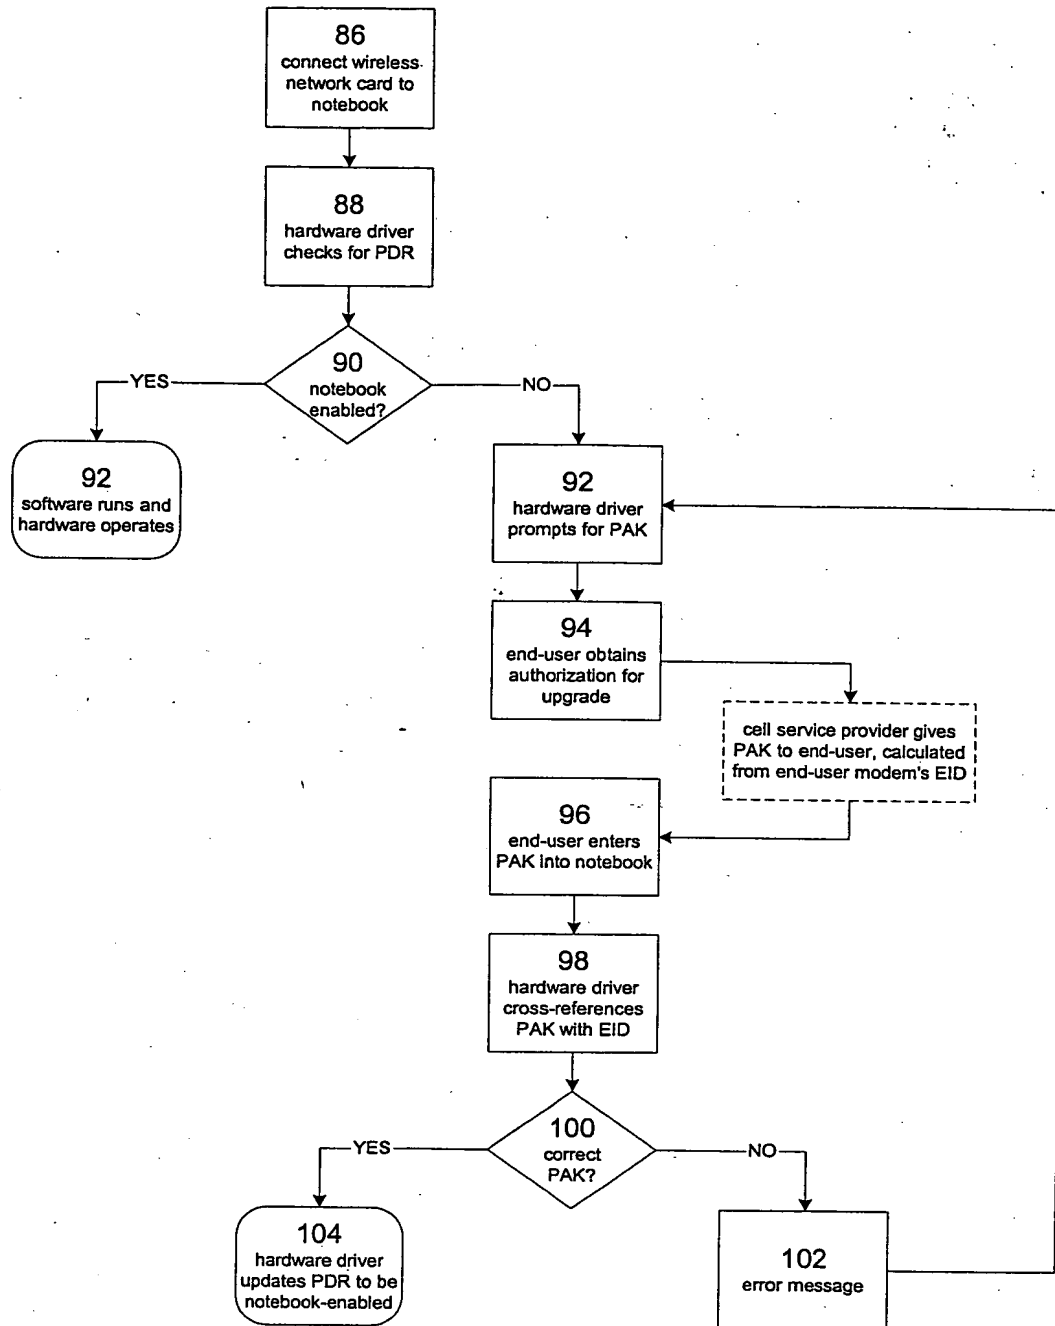 86
connect wireless
network card to
notebook
88
hardware driver
checks for PDR
90
notebook
enabled?
YES
NO
92
software runs and
hardware operates
92
hardware driver
prompts for PAK
94
end-user obtains
authorization for
upgrade
cell service provider gives
PAK to end-user, calculated
from end-user modem's EID
96
end-user enters
PAK into notebook
98
hardware driver
cross-references
PAK with EID
100
correct
PAK?
YES
NO
104
hardware driver
updates PDR to be
notebook-enabled
102
error message